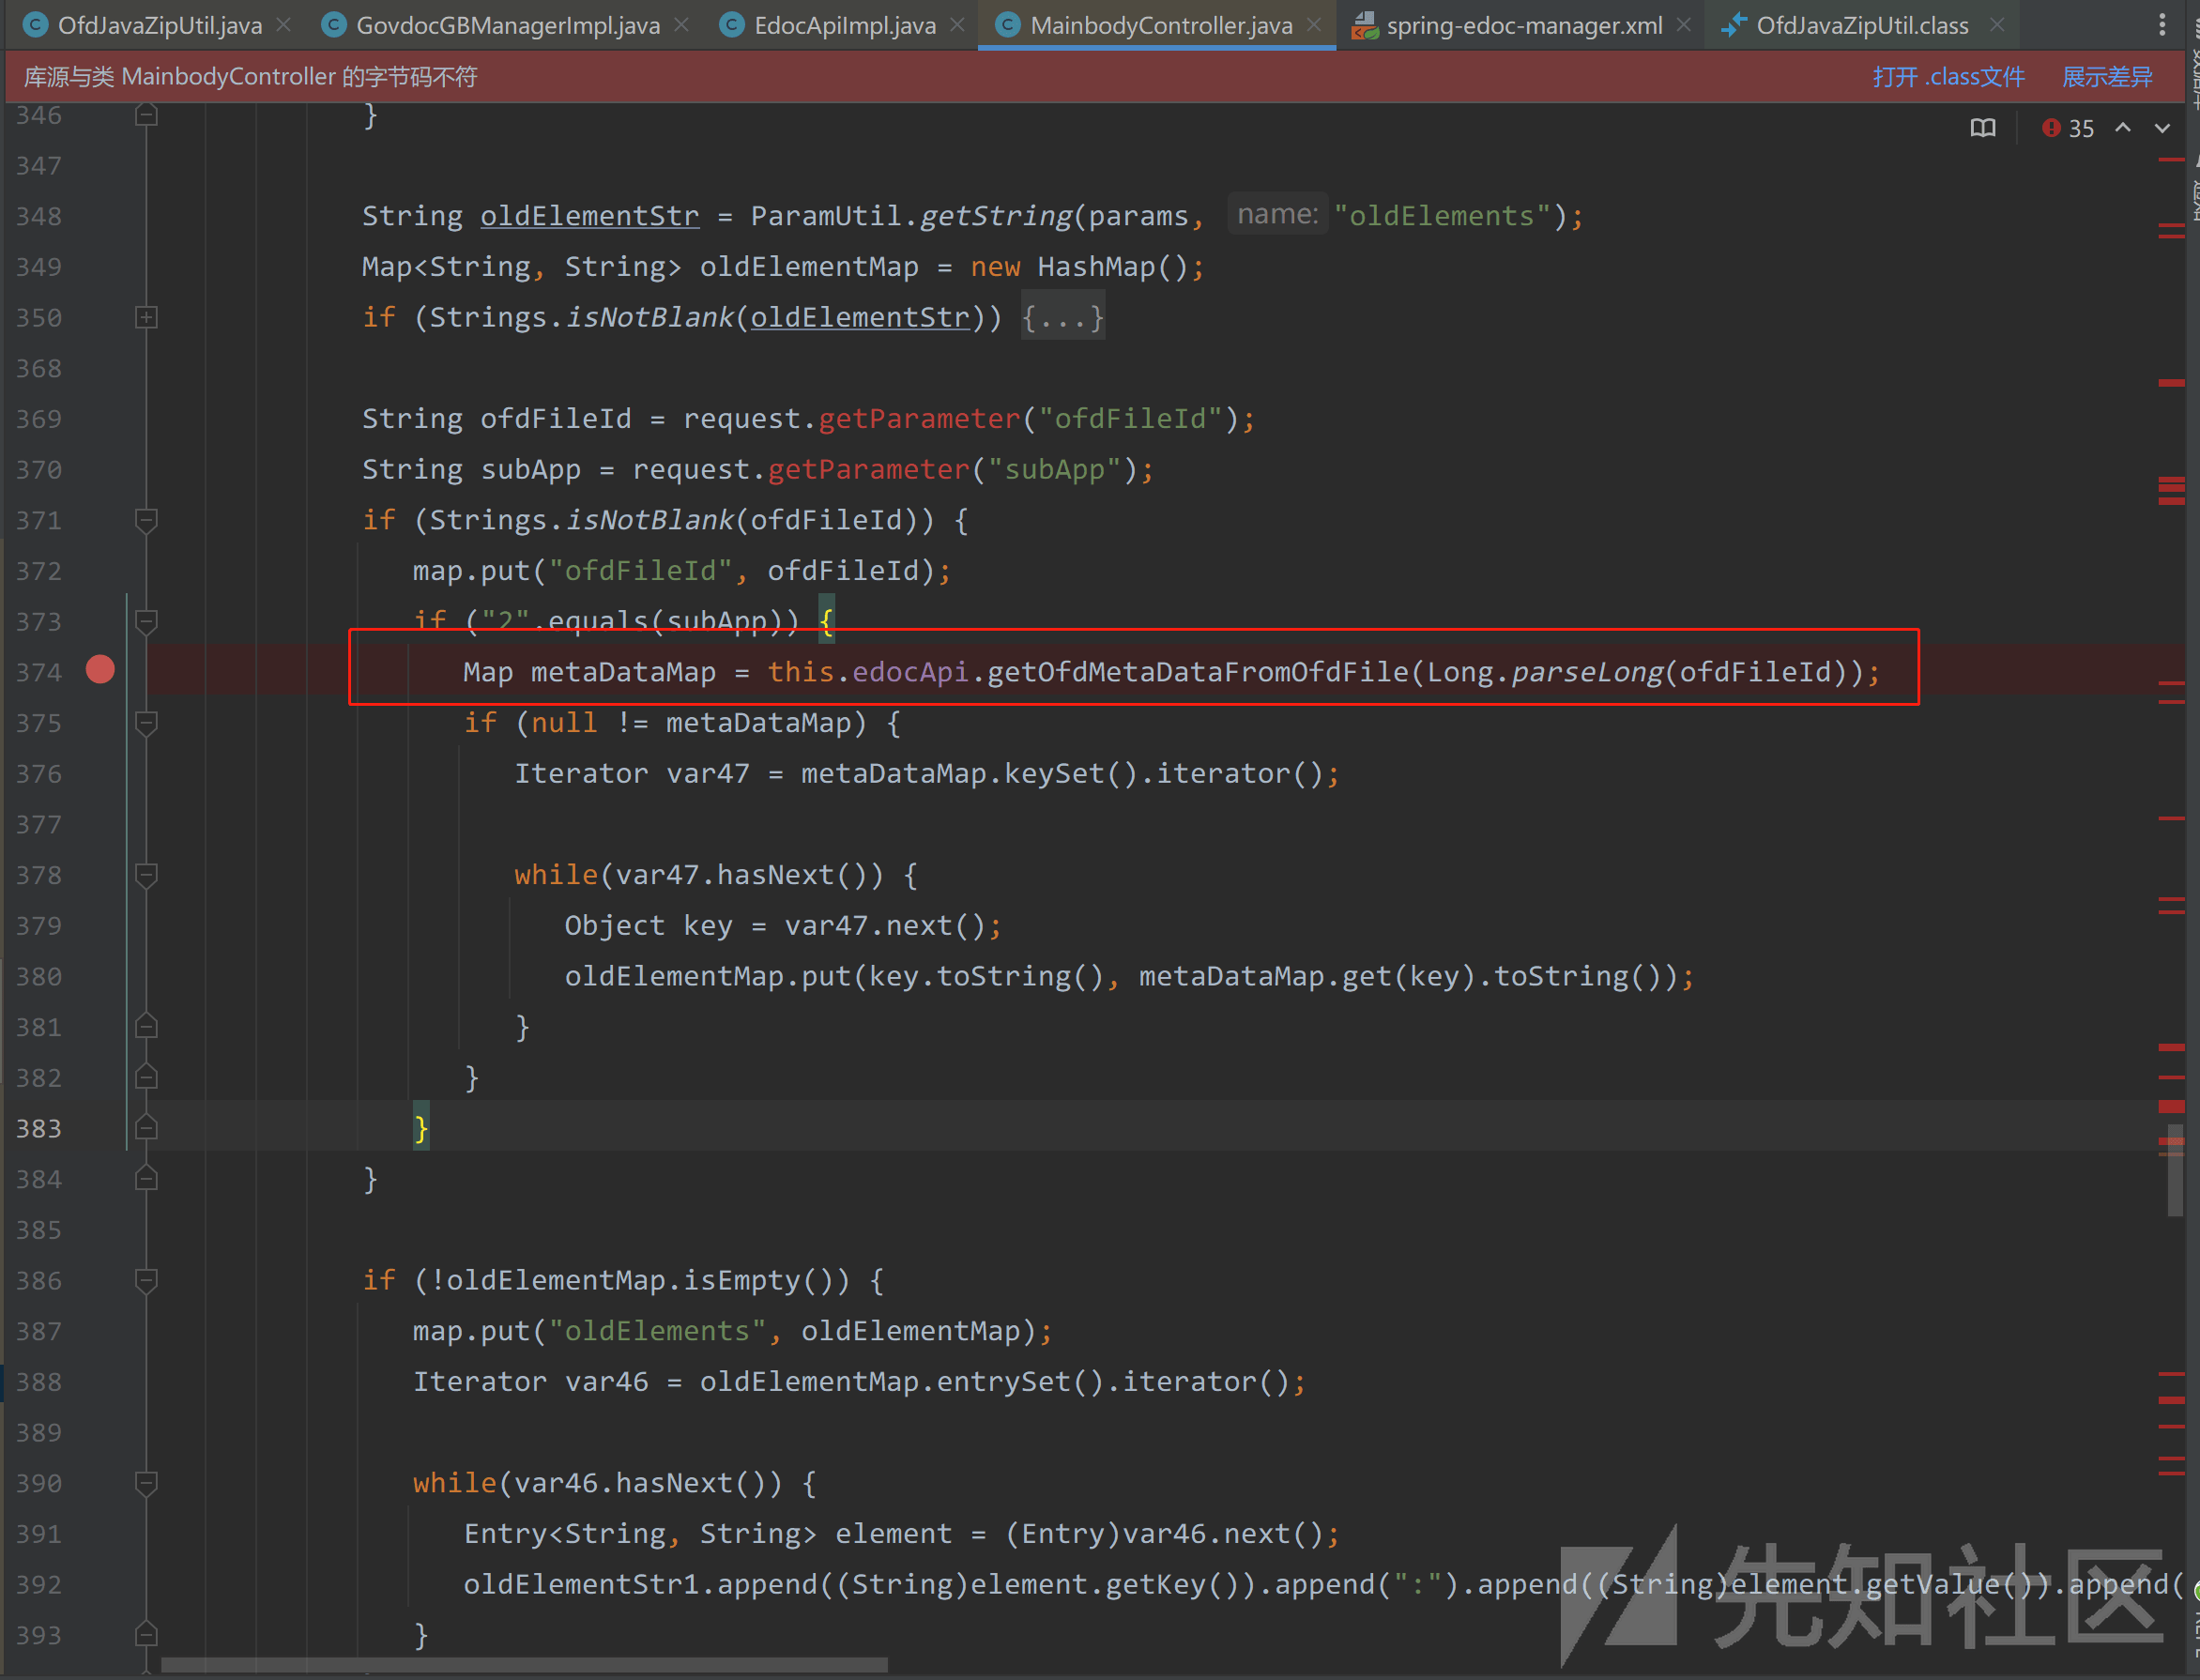 OfdJavaZipUtil.java GovdocGBManagerImpl.java EdocApiImpl.java MainbodyController.java spring-edoc-manager.xml OfdJavaZipUtil.class
库源与类 MainbodyController 的字节码不符 打开 .class文件 展示差异
346 }
35
347
348 String oldElementStr = ParamUtil.getString(params, name: "oldElements");
349 Map<String, String> oldElementMap = new HashMap();
350 if (Strings.isNotBlank(oldElementStr)) {...}
368
369 String ofdFileId = request.getParameter("ofdFileId");
370 String subApp = request.getParameter("subApp");
371 if (Strings.isNotBlank(ofdFileId)) {
372 map.put("ofdFileId", ofdFileId);
373 if ("2".equals(subApp)) {
374 Map metaDataMap = this.edocApi.getOfdMetaDataFromOfdFile(Long.parseLong(ofdFileId));
375 if (null != metaDataMap) {
376 Iterator var47 = metaDataMap.keySet().iterator();
377
378 while(var47.hasNext()) {
379 Object key = var47.next();
380 oldElementMap.put(key.toString(), metaDataMap.get(key).toString());
381 }
382 }
383 }
384 }
385
386 if (!oldElementMap.isEmpty()) {
387 map.put("oldElements", oldElementMap);
388 Iterator var46 = oldElementMap.entrySet().iterator();
389
390 while(var46.hasNext()) {
391 Entry<String, String> element = (Entry)var46.next();
392 oldElementStr1.append((String)element.getKey()).append(":").append((String)element.getValue()).append(
393 }
先知社区